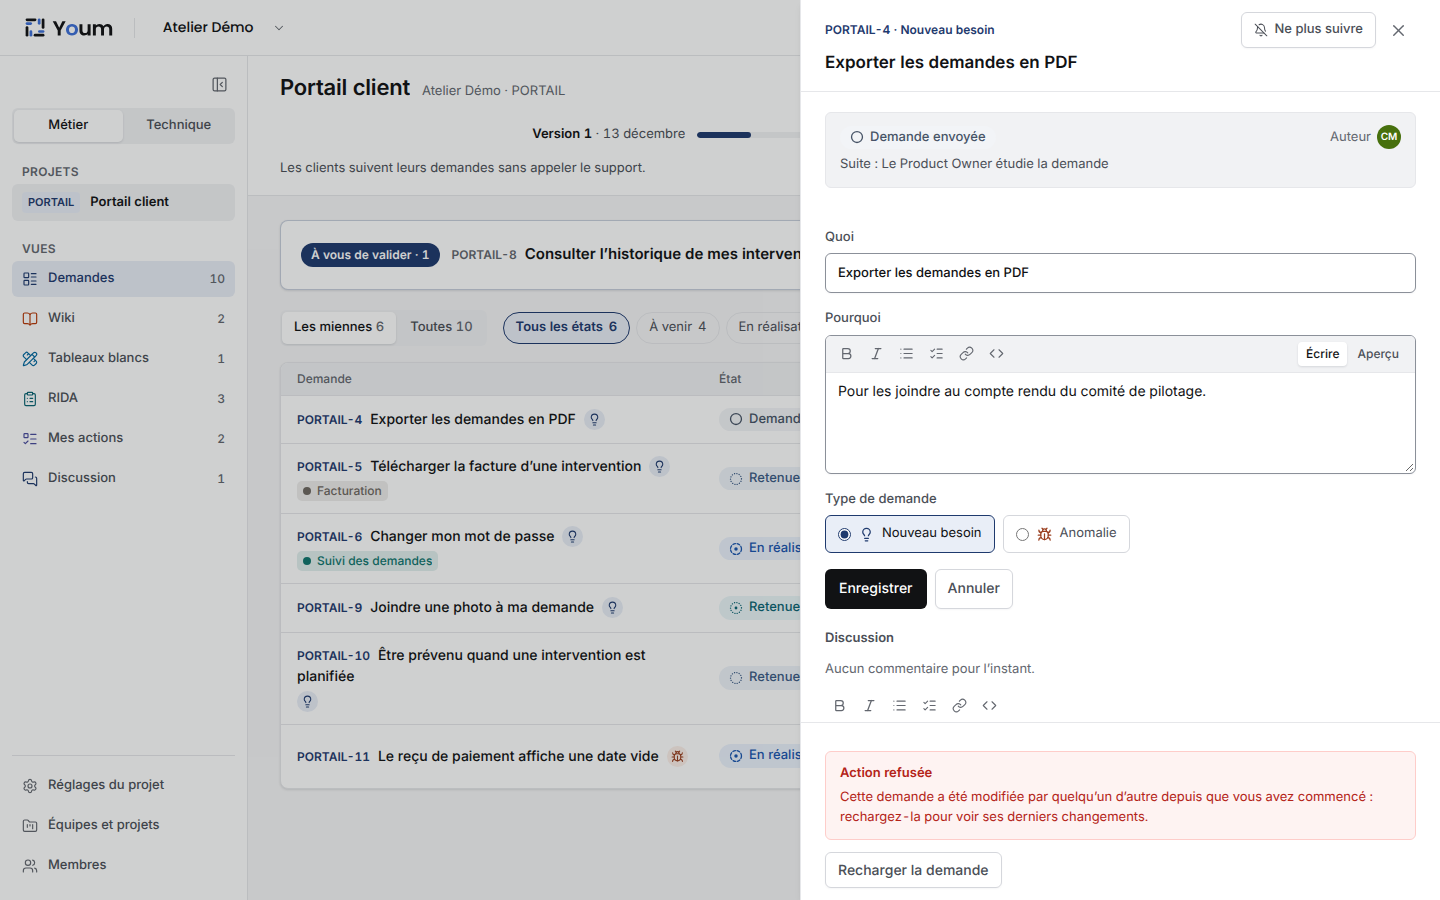 Youm
Atelier Démo
Métier
Technique
PROJETS
PORTAIL Portail client
VUES
Demandes 10
Wiki 2
Tableaux blancs 1
RIDA 3
Mes actions 2
Discussion 1
Réglages du projet
Équipes et projets
Membres
Portail client Atelier Démo · PORTAIL
Version 1 · 13 décembre
Les clients suivent leurs demandes sans appeler le support.
À vous de valider · 1 PORTAIL-8 Consulter l’historique de mes interven
Les miennes 6 Toutes 10 Tous les états 6 À venir 4 En réalisat
Demande État
PORTAIL-4 Exporter les demandes en PDF Demand
PORTAIL-5 Télécharger la facture d’une intervention
Facturation
Retenue
PORTAIL-6 Changer mon mot de passe
Suivi des demandes
En réalis
PORTAIL-9 Joindre une photo à ma demande Retenue
PORTAIL-10 Être prévenu quand une intervention est
planifiée
Retenue
PORTAIL-11 Le reçu de paiement affiche une date vide En réalis
PORTAIL-4 · Nouveau besoin
Ne plus suivre
Exporter les demandes en PDF
Demande envoyée
Auteur CM
Suite : Le Product Owner étudie la demande
Quoi
Exporter les demandes en PDF
Pourquoi
Écrire Aperçu
Pour les joindre au compte rendu du comité de pilotage.
Type de demande
Nouveau besoin
Anomalie
Enregistrer
Annuler
Discussion
Aucun commentaire pour l’instant.
Action refusée
Cette demande a été modifiée par quelqu’un d’autre depuis que vous avez commencé :
rechargez-la pour voir ses derniers changements.
Recharger la demande